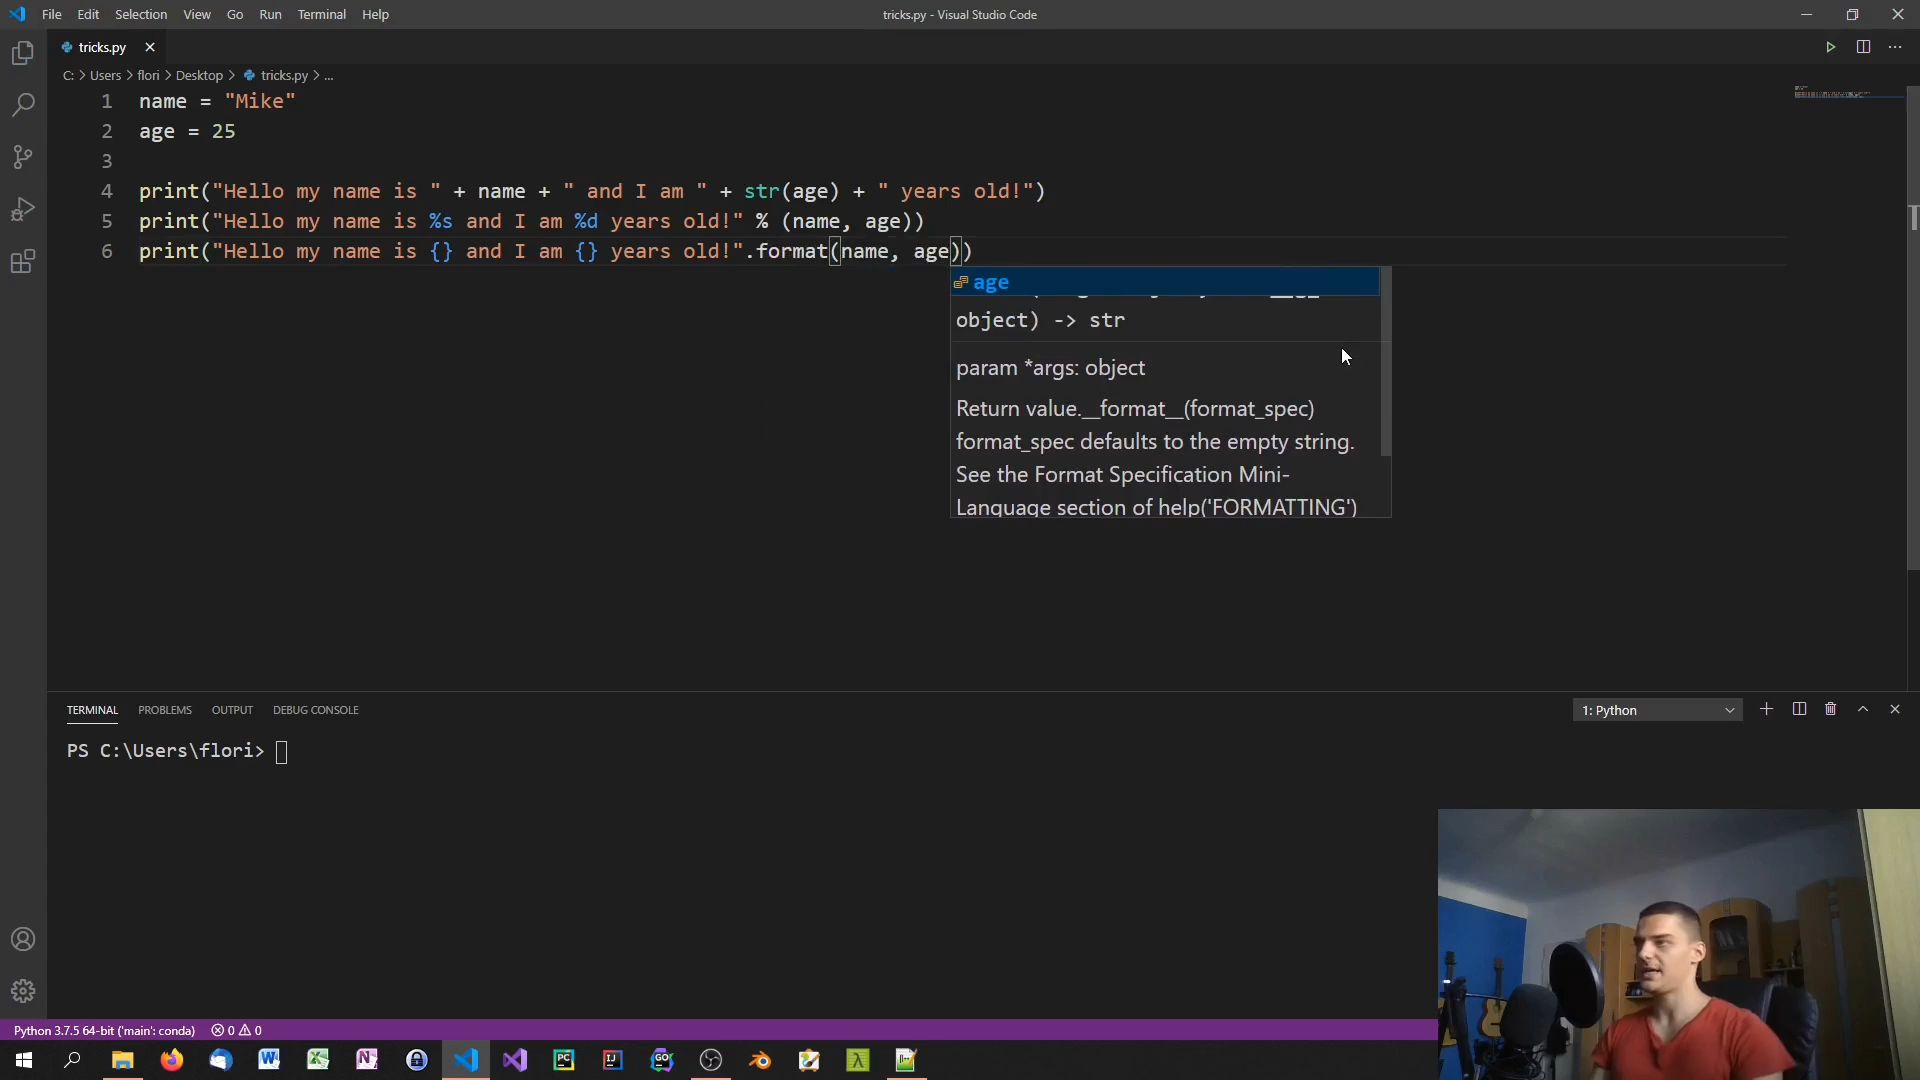 File Edit Selection View Go Run Terminal Help
tricks.py - Visual Studio Code
tricks.py
C: > Users > flori > Desktop > tricks.py > ...
1 name = "Mike"
2 age = 25
3
4 print("Hello my name is " + name + " and I am " + str(age) + " years old!")
5 print("Hello my name is %s and I am %d years old!" % (name, age))
6 print("Hello my name is {} and I am {} years old!".format(name, age))
age
object) -> str
param *args: object
Return value.__format__(format_spec)
format_spec defaults to the empty string.
See the Format Specification Mini-
Language section of help('FORMATTING')
TERMINAL PROBLEMS OUTPUT DEBUG CONSOLE
1: Python
PS C:\Users\flori>
Python 3.7.5 64-bit ('main': conda) 0 0